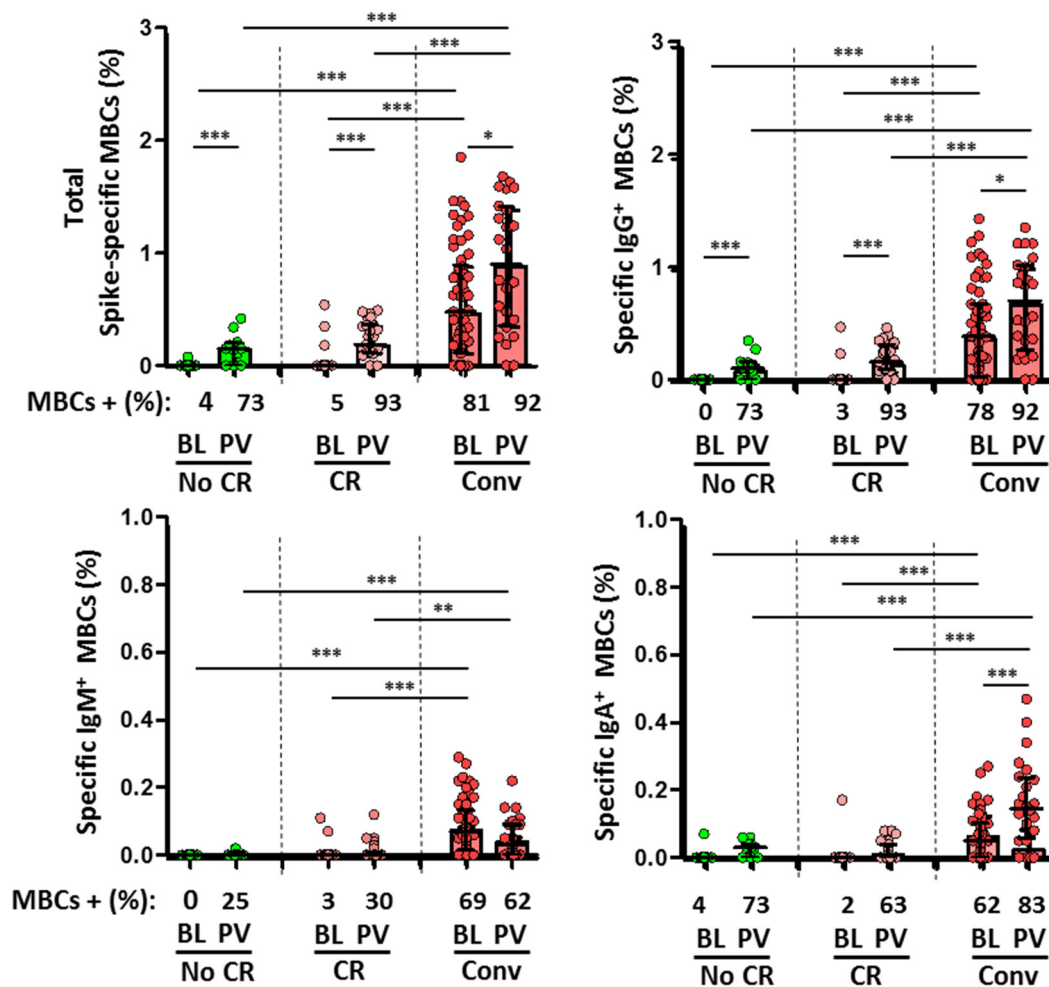 Total
Spike-specific MBCs (%)
3
2
1
0
***
***
***
***
***
***
*
MBCs + (%): 4 73 5 93 81 92
BL PV BL PV BL PV
No CR CR Conv
Specific IgG⁺ MBCs (%)
3
2
1
0
***
***
***
***
*
***
***
0 73 3 93 78 92
BL PV BL PV BL PV
No CR CR Conv
Specific IgM⁺ MBCs (%)
1.0
0.8
0.6
0.4
0.2
0.0
***
**
***
***
MBCs + (%): 0 25 3 30 69 62
BL PV BL PV BL PV
No CR CR Conv
Specific IgA⁺ MBCs (%)
1.0
0.8
0.6
0.4
0.2
0.0
***
***
***
***
***
4 73 2 63 62 83
BL PV BL PV BL PV
No CR CR Conv